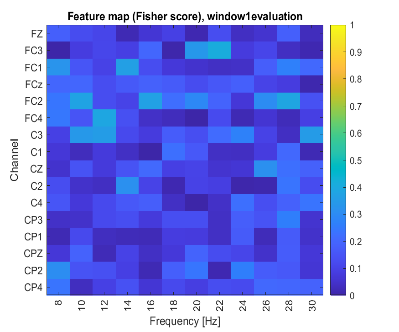 Feature map (Fisher score), window1evaluation
Channel
FZ
FC3
FC1
FCz
FC2
FC4
C3
C1
CZ
C2
C4
CP3
CP1
CPZ
CP2
CP4
8 10 12 14 16 18 20 22 24 26 28 30
Frequency [Hz]
1
0.9
0.8
0.7
0.6
0.5
0.4
0.3
0.2
0.1
0